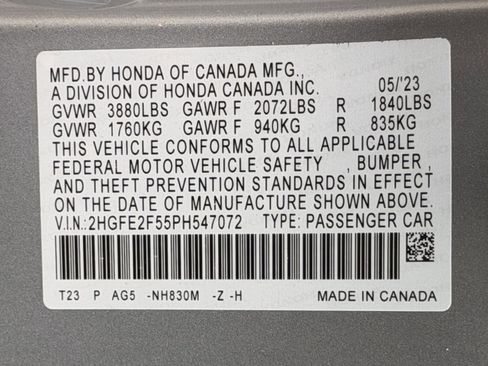 MFD.BY HONDA OF CANADA MFG.,
A DIVISION OF HONDA CANADA INC. 05/'23
GVWR 3880LBS GAWR F 2072LBS R 1840LBS
GVWR 1760KG GAWR F 940KG R 835KG
THIS VEHICLE CONFORMS TO ALL APPLICABLE
FEDERAL MOTOR VEHICLE SAFETY , BUMPER ,
AND THEFT PREVENTION STANDARDS IN EFFECT
ON THE DATE OF MANUFACTURE SHOWN ABOVE.
V.I.N:2HGFE2F55PH547072 TYPE: PASSENGER CAR
T23 P AG5 -NH830M -Z -H MADE IN CANADA